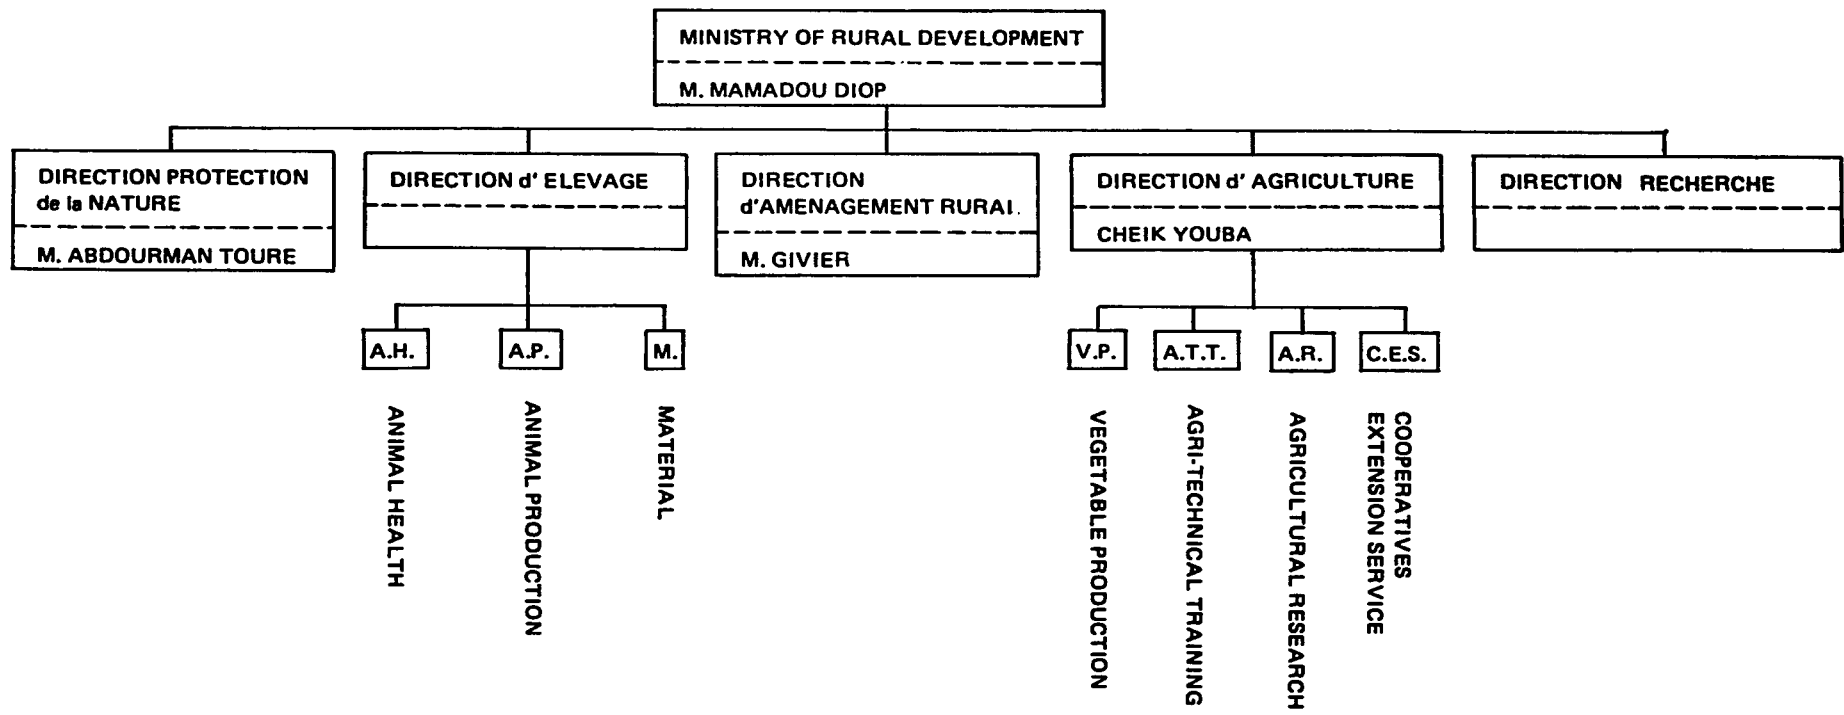 MINISTRY OF RURAL DEVELOPMENT
M. MAMADOU DIOP
DIRECTION PROTECTION
de la NATURE
M. ABDOURMAN TOURE
DIRECTION d' ELEVAGE
DIRECTION
d'AMENAGEMENT RURAL
M. GIVIER
DIRECTION d' AGRICULTURE
CHEIK YOUBA
DIRECTION RECHERCHE
A.H.
A.P.
M.
V.P.
A.T.T.
A.R.
C.E.S.
ANIMAL HEALTH
ANIMAL PRODUCTION
MATERIAL
VEGETABLE PRODUCTION
AGRI-TECHNICAL TRAINING
AGRICULTURAL RESEARCH
COOPERATIVES
EXTENSION SERVICE